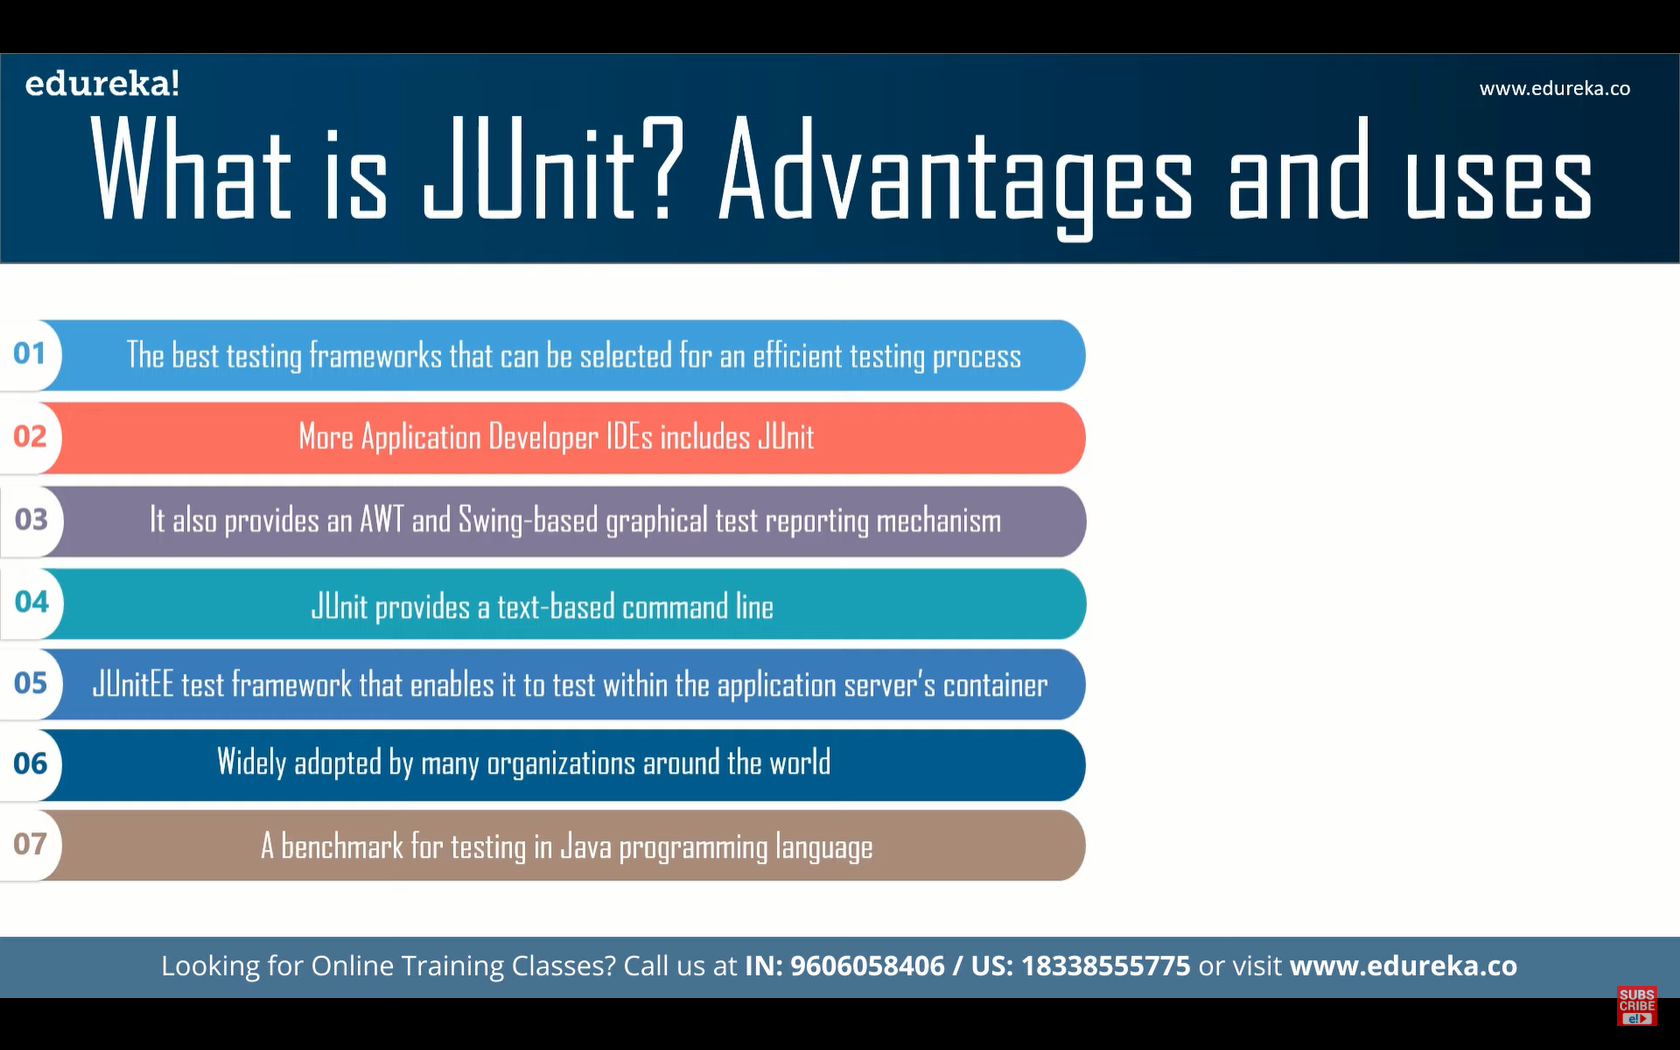 edureka!
www.edureka.co
What is JUnit? Advantages and uses
01 The best testing frameworks that can be selected for an efficient testing process
02 More Application Developer IDEs includes JUnit
03 It also provides an AWT and Swing-based graphical test reporting mechanism
04 JUnit provides a text-based command line
05 JUnitEE test framework that enables it to test within the application server's container
06 Widely adopted by many organizations around the world
07 A benchmark for testing in Java programming language
Looking for Online Training Classes? Call us at IN: 9606058406 / US: 18338555775 or visit www.edureka.co
SUBS
CRIBE
e!